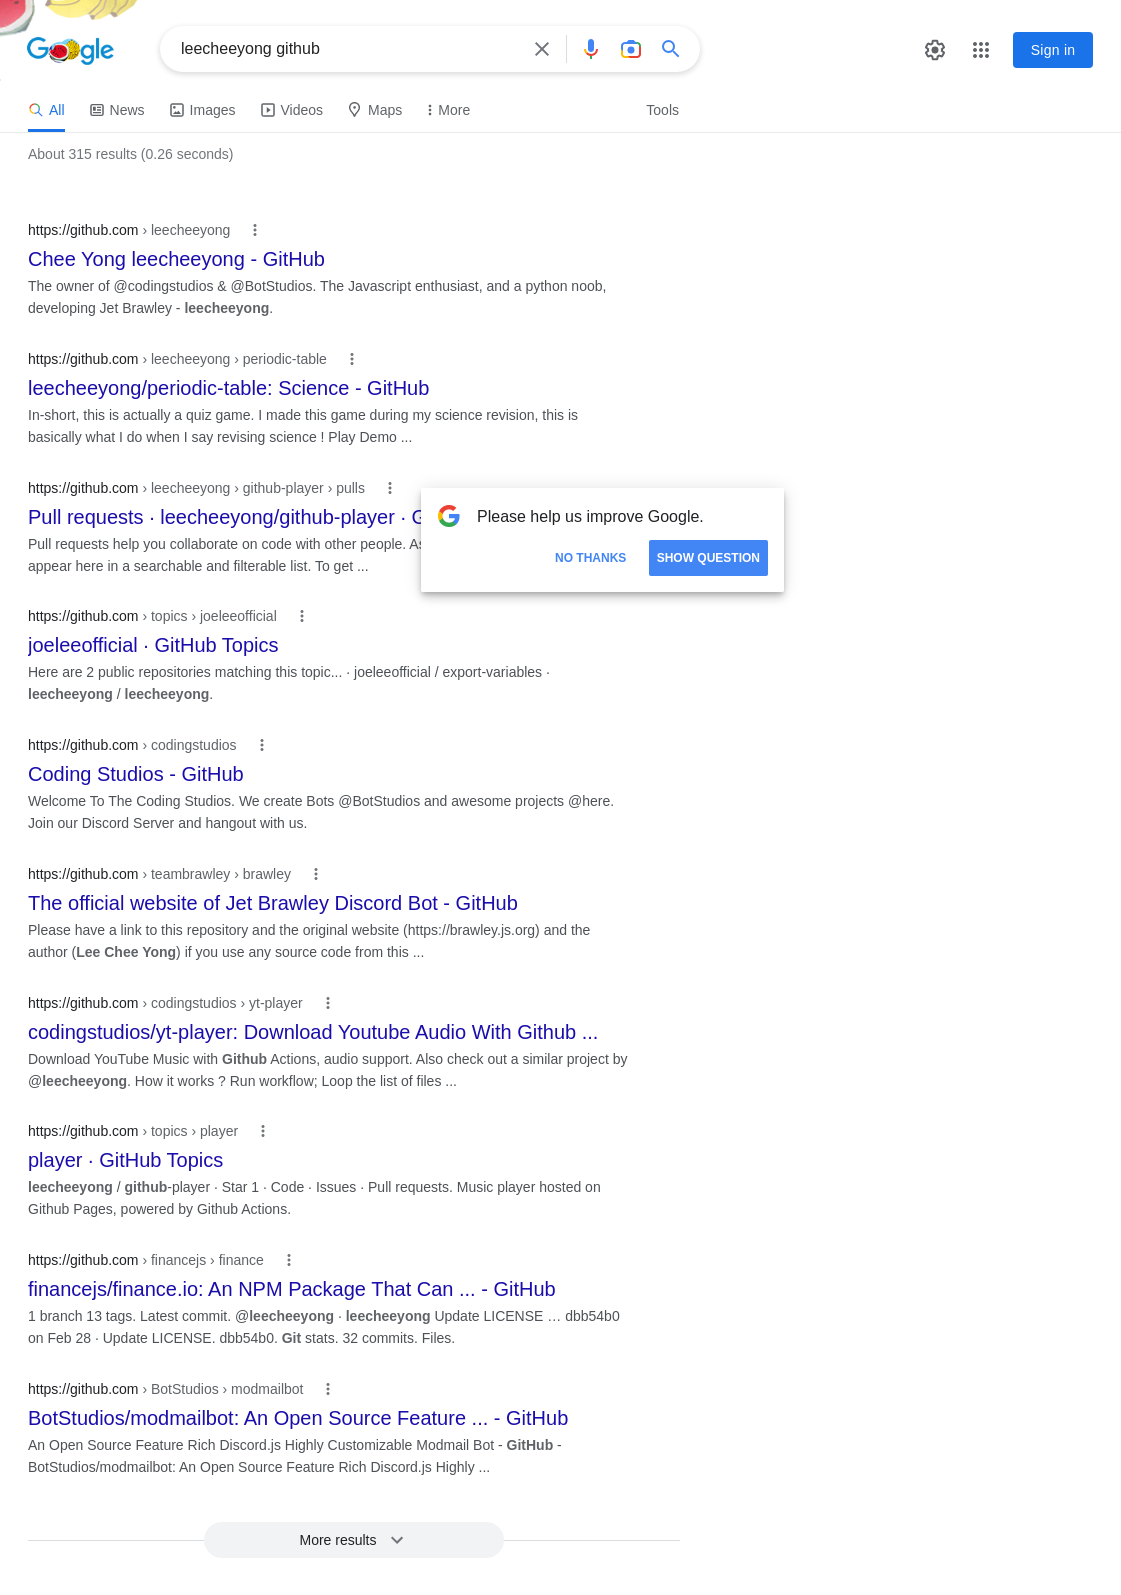 Google
leecheeyong github
Sign in
All News Images Videos Maps More Tools
About 315 results (0.26 seconds)
https://github.com › leecheeyong
Chee Yong leecheeyong - GitHub
The owner of @codingstudios & @BotStudios. The Javascript enthusiast, and a python noob,
developing Jet Brawley - leecheeyong.
https://github.com › leecheeyong › periodic-table
leecheeyong/periodic-table: Science - GitHub
In-short, this is actually a quiz game. I made this game during my science revision, this is
basically what I do when I say revising science ! Play Demo ...
https://github.com › leecheeyong › github-player › pulls
Pull requests · leecheeyong/github-player · G
Pull requests help you collaborate on code with other people. As
appear here in a searchable and filterable list. To get ...
Please help us improve Google.
NO THANKS SHOW QUESTION
https://github.com › topics › joeleeofficial
joeleeofficial · GitHub Topics
Here are 2 public repositories matching this topic... · joeleeofficial / export-variables ·
leecheeyong / leecheeyong.
https://github.com › codingstudios
Coding Studios - GitHub
Welcome To The Coding Studios. We create Bots @BotStudios and awesome projects @here.
Join our Discord Server and hangout with us.
https://github.com › teambrawley › brawley
The official website of Jet Brawley Discord Bot - GitHub
Please have a link to this repository and the original website (https://brawley.js.org) and the
author (Lee Chee Yong) if you use any source code from this ...
https://github.com › codingstudios › yt-player
codingstudios/yt-player: Download Youtube Audio With Github ...
Download YouTube Music with Github Actions, audio support. Also check out a similar project by
@leecheeyong. How it works ? Run workflow; Loop the list of files ...
https://github.com › topics › player
player · GitHub Topics
leecheeyong / github-player · Star 1 · Code · Issues · Pull requests. Music player hosted on
Github Pages, powered by Github Actions.
https://github.com › financejs › finance
financejs/finance.io: An NPM Package That Can ... - GitHub
1 branch 13 tags. Latest commit. @leecheeyong · leecheeyong Update LICENSE … dbb54b0
on Feb 28 · Update LICENSE. dbb54b0. Git stats. 32 commits. Files.
https://github.com › BotStudios › modmailbot
BotStudios/modmailbot: An Open Source Feature ... - GitHub
An Open Source Feature Rich Discord.js Highly Customizable Modmail Bot - GitHub -
BotStudios/modmailbot: An Open Source Feature Rich Discord.js Highly ...
More results